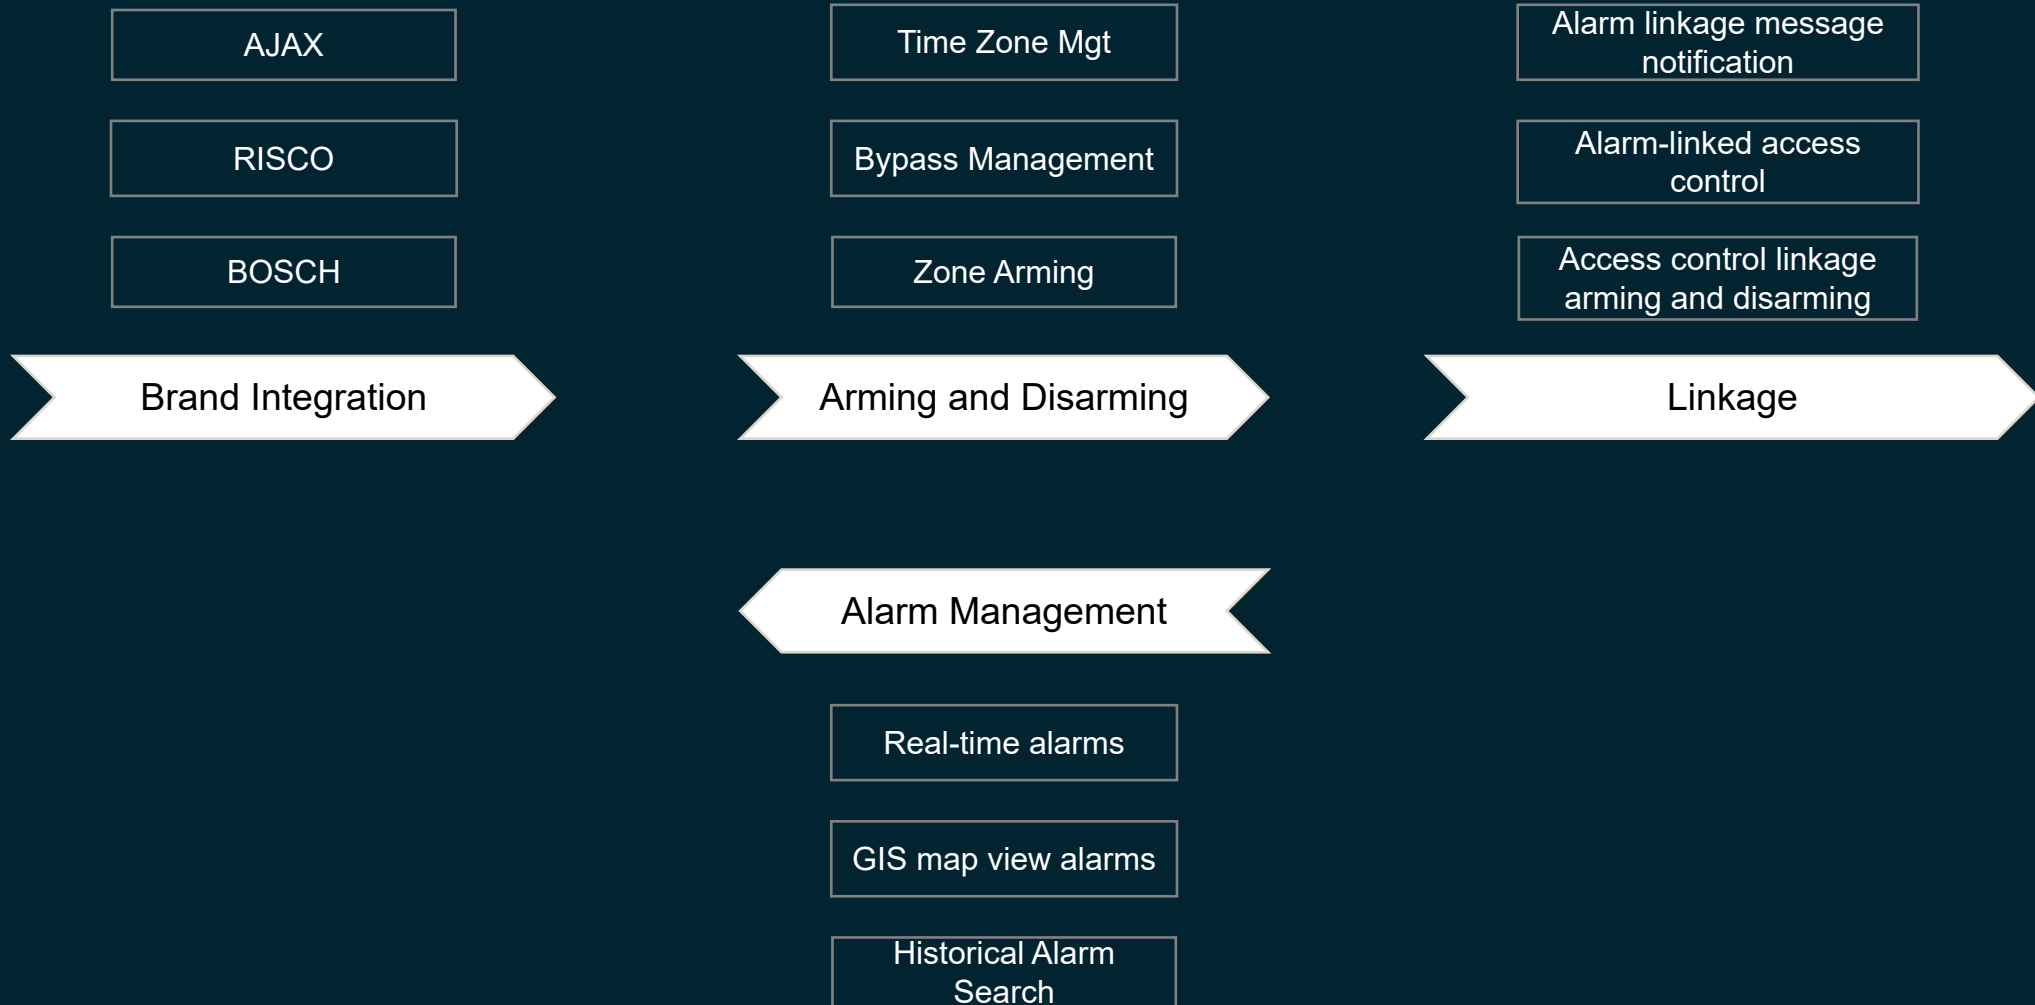 AJAX
Time Zone Mgt
Alarm linkage message
notification
RISCO
Bypass Management
Alarm-linked access
control
BOSCH
Zone Arming
Access control linkage
arming and disarming
Brand Integration
Arming and Disarming
Linkage
Alarm Management
Real-time alarms
GIS map view alarms
Historical Alarm
Search